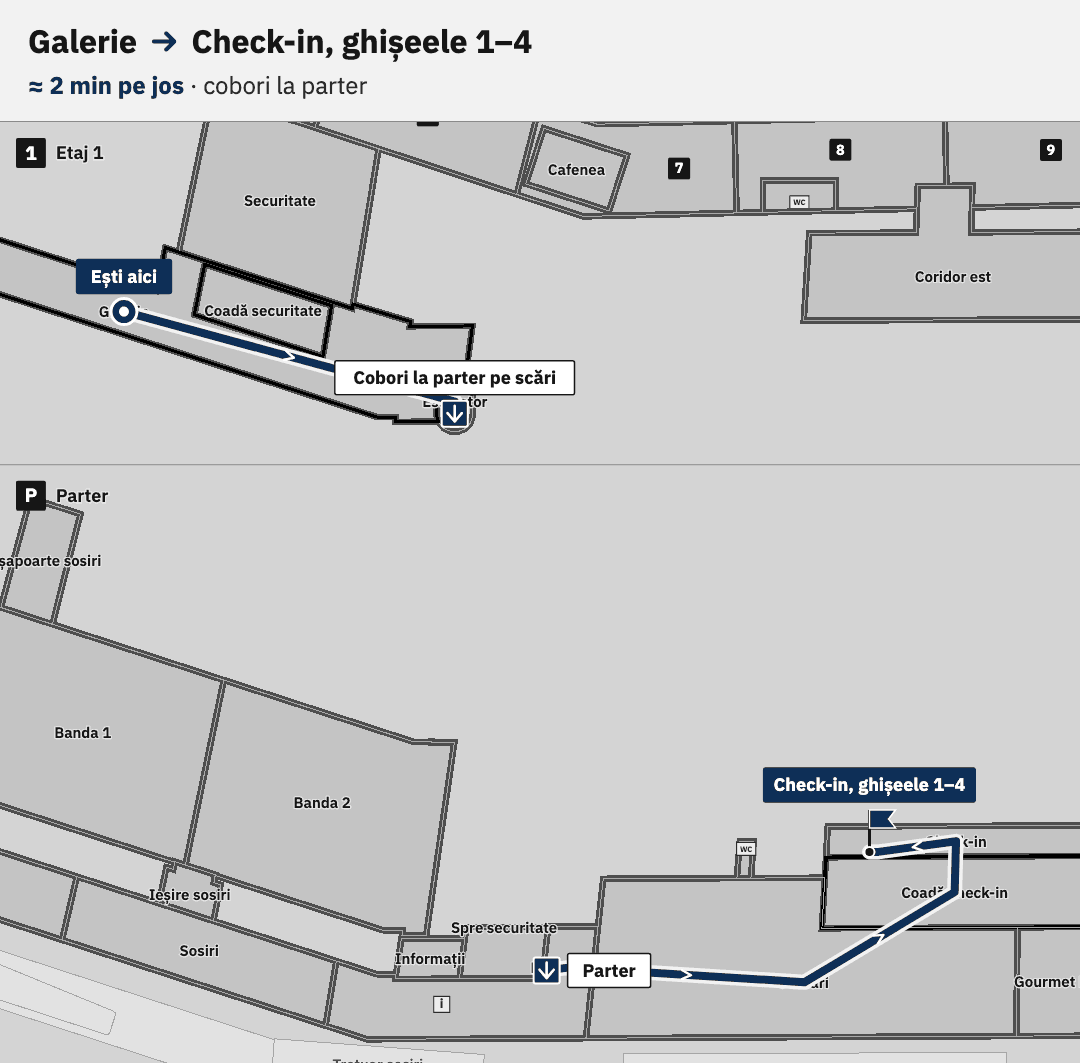 Galerie → Check-in, ghișeele 1–4
≈ 2 min pe jos · cobori la parter
1 Etaj 1
Securitate
Cafenea
7
8
9
WC
Coridor est
Ești aici
Coadă securitate
Cobori la parter pe scări
P Parter
șapoarte sosiri
Banda 1
Banda 2
Check-in, ghișeele 1–4
WC
Ieșire sosiri
Spre securitate
Sosiri
Informații
Parter
Gourmet
i